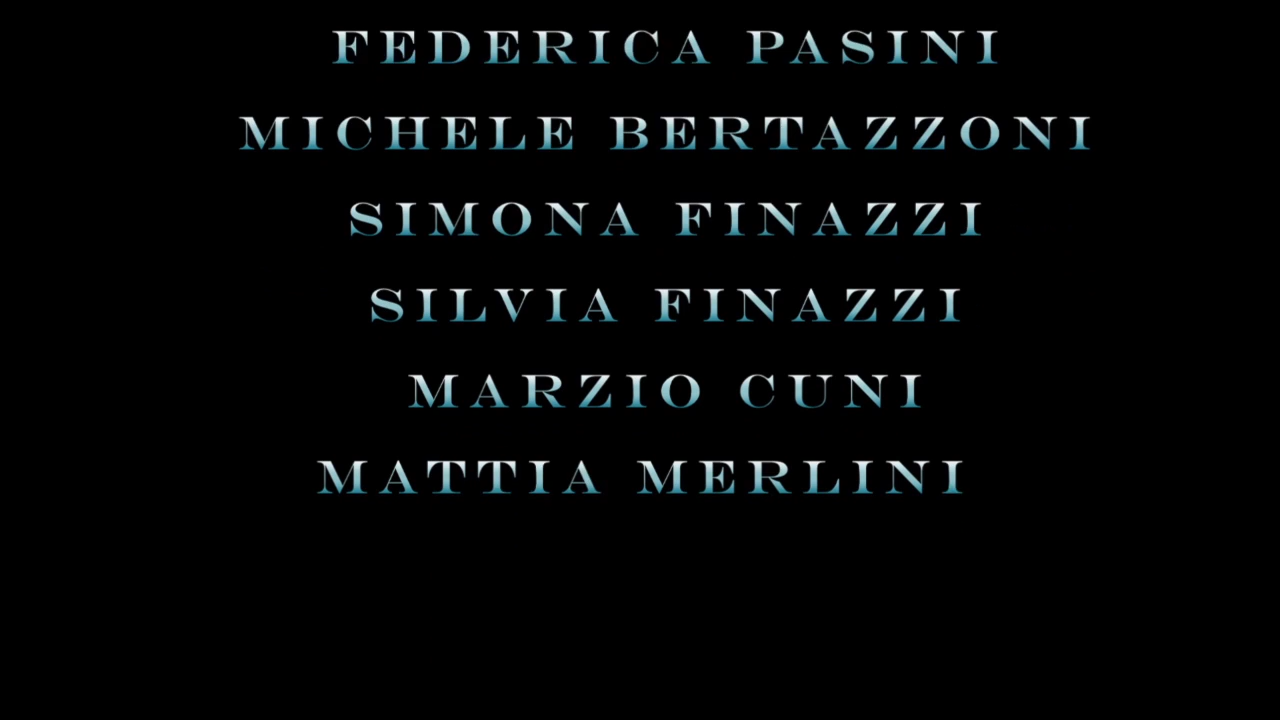 FEDERICA PASINI
MICHELE BERTAZZONI
SIMONA FINAZZI
SILVIA FINAZZI
MARZIO CUNI
MATTIA MERLINI